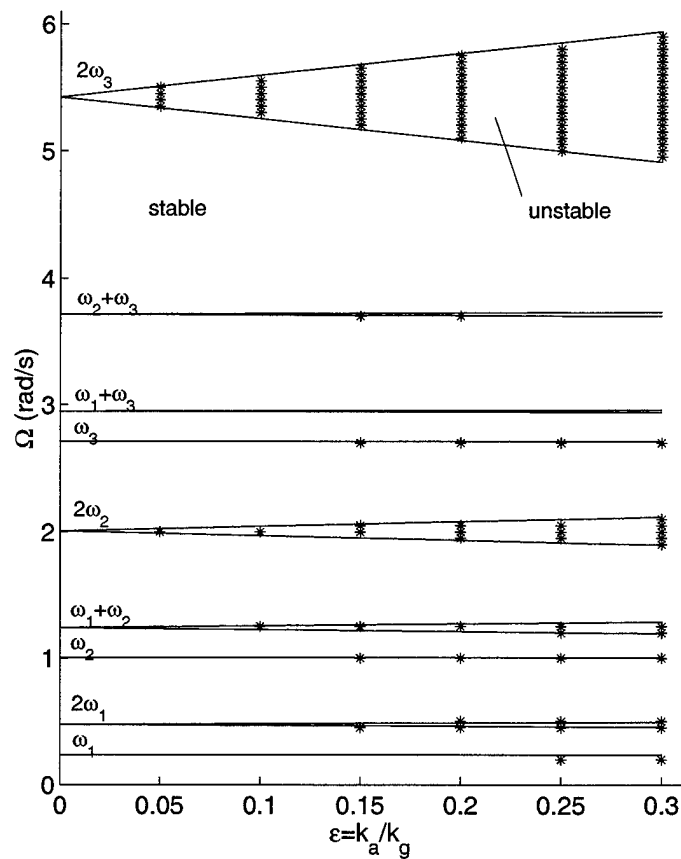 6
2ω₃
5
stable
unstable
4
ω₂+ω₃
Ω (rad/s)
3
ω₁+ω₃
ω₃
2ω₂
2
ω₁+ω₂
ω₂
1
2ω₁
ω₁
0
0 0.05 0.1 0.15 0.2 0.25 0.3
ε=kₐ/k_g